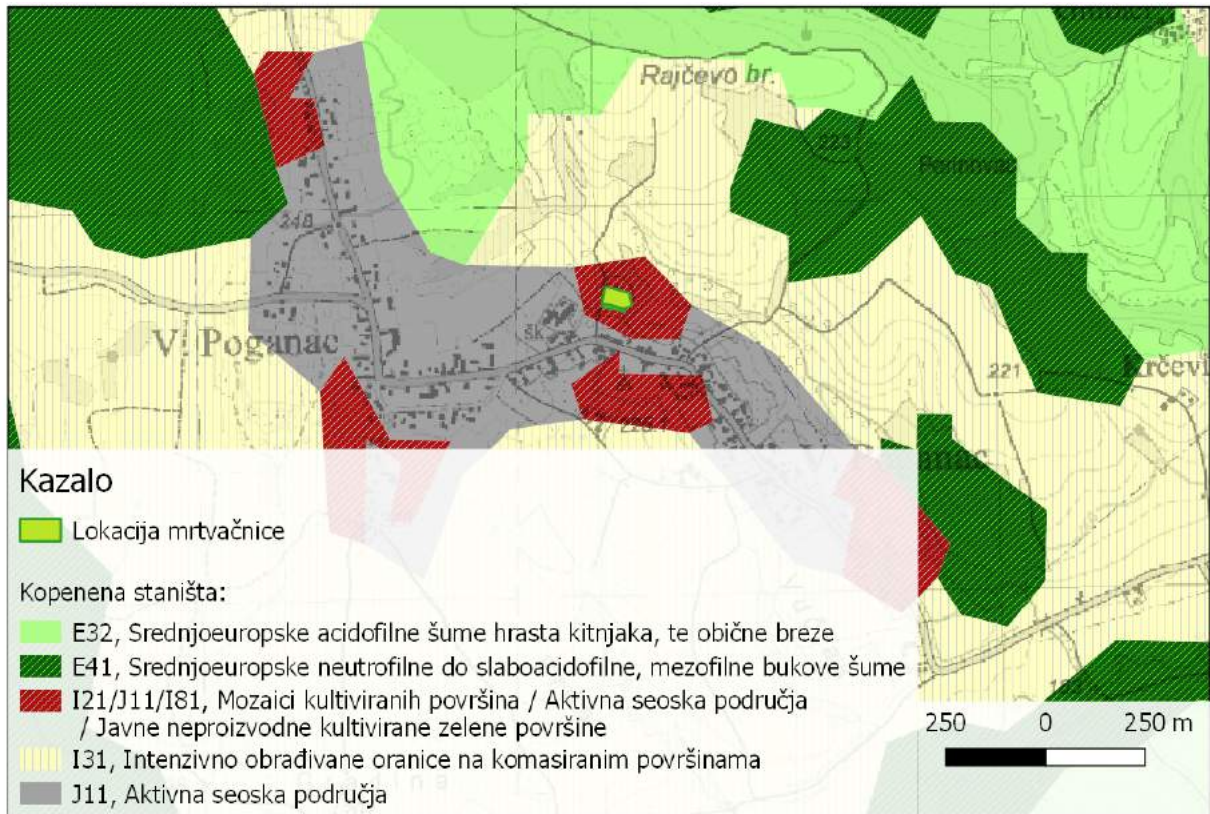 Rajčevo br.
223
248
V. Poganac
šk.
221
Kazalo
Lokacija mrtvačnice
Kopenena staništa:
E32, Srednjoeuropske acidofilne šume hrasta kitnjaka, te obične breze
E41, Srednjoeuropske neutrofilne do slaboacidofilne, mezofilne bukove šume
I21/J11/I81, Mozaici kultiviranih površina / Aktivna seoska područja
/ Javne neproizvodne kultivirane zelene površine
I31, Intenzivno obrađivane oranice na komasiranim površinama
J11, Aktivna seoska područja
250 0 250 m